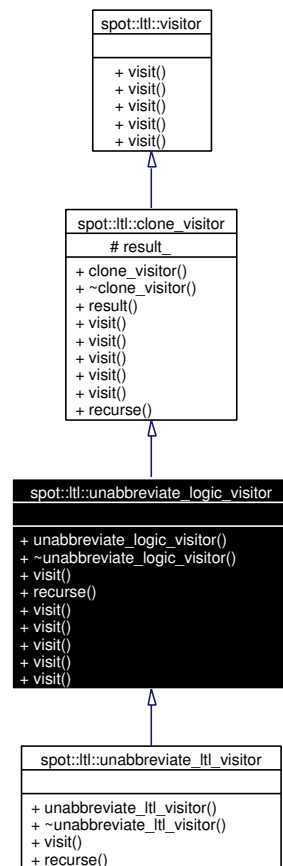 spot::ltl::visitor
+ visit()
+ visit()
+ visit()
+ visit()
+ visit()
spot::ltl::clone_visitor
# result_
+ clone_visitor()
+ ~clone_visitor()
+ result()
+ visit()
+ visit()
+ visit()
+ visit()
+ visit()
+ recurse()
spot::ltl::unabbreviate_logic_visitor
+ unabbreviate_logic_visitor()
+ ~unabbreviate_logic_visitor()
+ visit()
+ recurse()
+ visit()
+ visit()
+ visit()
+ visit()
+ visit()
spot::ltl::unabbreviate_ltl_visitor
+ unabbreviate_ltl_visitor()
+ ~unabbreviate_ltl_visitor()
+ visit()
+ recurse()